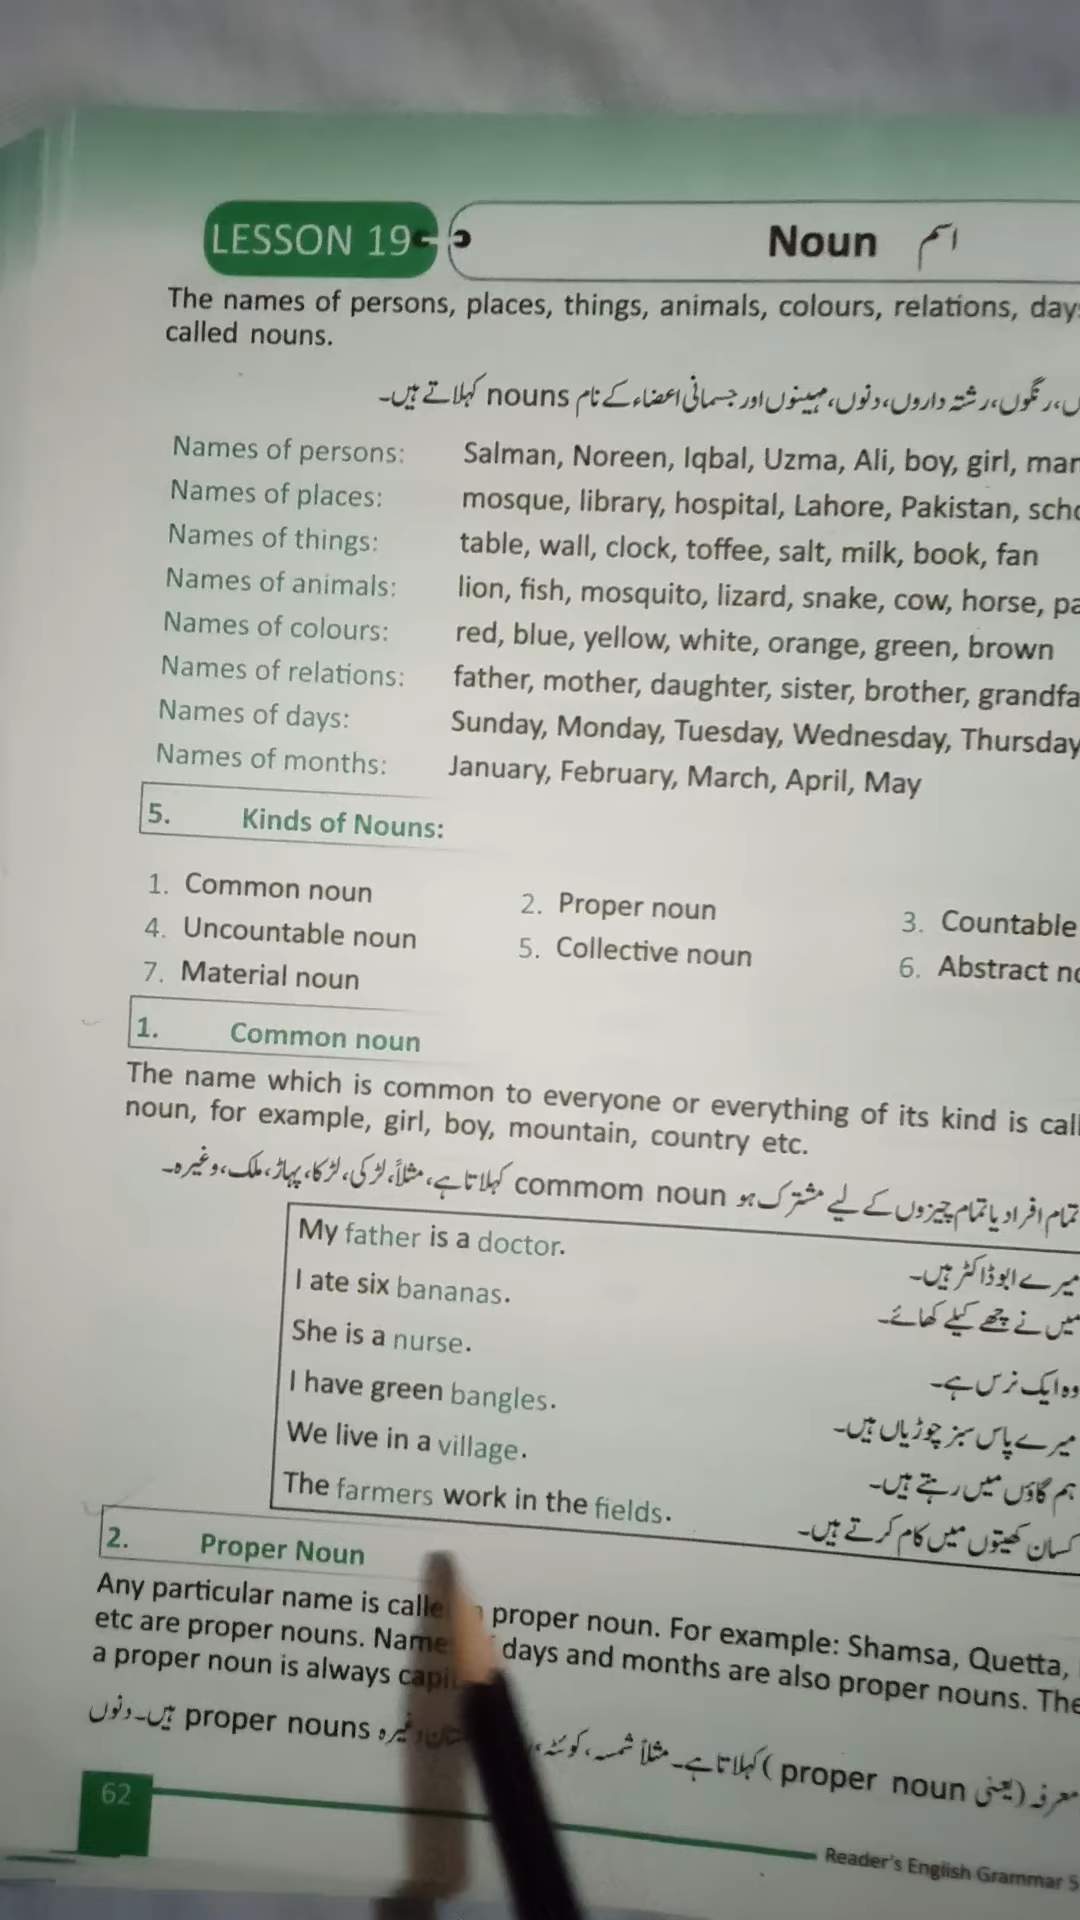 LESSON 19
Noun اسم
The names of persons, places, things, animals, colours, relations,
called nouns.
رنگوں، رشتہ داروں، دنوں، مہینوں اور جسمانی اعضاء کے نام nouns کہلاتے ہیں۔
Names of persons: Salman, Noreen, Iqbal, Uzma, Ali, boy, girl,
Names of places: mosque, library, hospital, Lahore, Pakistan,
Names of things: table, wall, clock, toffee, salt, milk, book, fan
Names of animals: lion, fish, mosquito, lizard, snake, cow, horse,
Names of colours: red, blue, yellow, white, orange, green, brown
Names of relations: father, mother, daughter, sister, brother,
Names of days: Sunday, Monday, Tuesday, Wednesday, Thursday
Names of months: January, February, March, April, May
5. Kinds of Nouns:
1. Common noun 2. Proper noun 3. Countable
4. Uncountable noun 5. Collective noun 6. Abstract
7. Material noun
1. Common noun
The name which is common to everyone or everything of its kind is
noun, for example, girl, boy, mountain, country etc.
تمام افراد یا تمام چیزوں کے لیے مشترک ہو commom noun کہلاتا ہے، مثلاً، لڑکی، لڑکا، پہاڑ، ملک، وغیرہ۔
My father is a doctor. میرے ابو ڈاکٹر ہیں۔
I ate six bananas. میں نے چھے کیلے کھائے۔
She is a nurse. وہ ایک نرس ہے۔
I have green bangles. میرے پاس سبز چوڑیاں ہیں۔
We live in a village. ہم گاؤں میں رہتے ہیں۔
The farmers work in the fields. کسان کھیتوں میں کام کرتے ہیں۔
2. Proper Noun
Any particular name is proper noun. For example: Shamsa, Quetta,
etc are proper nouns. days and months are also proper nouns. The
a proper noun is always
معرفہ (یعنی proper noun) کہلاتا ہے۔ مثلاً شمسہ، کوئٹہ، وغیرہ proper nouns ہیں۔ دنوں
62
Reader's English Grammar 5